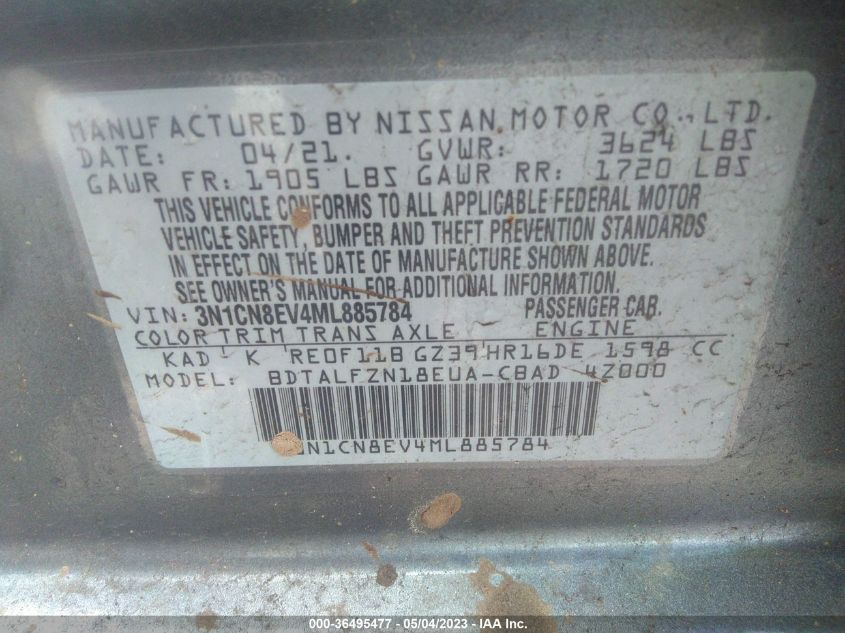 MANUFACTURED BY NISSAN MOTOR CO., LTD.
DATE: 04/21. GVWR: 3624 LBS
GAWR FR: 1905 LBS GAWR RR: 1720 LBS
THIS VEHICLE CONFORMS TO ALL APPLICABLE FEDERAL MOTOR
VEHICLE SAFETY, BUMPER AND THEFT PREVENTION STANDARDS
IN EFFECT ON THE DATE OF MANUFACTURE SHOWN ABOVE.
SEE OWNER'S MANUAL FOR ADDITIONAL INFORMATION.
VIN: 3N1CN8EV4ML885784 PASSENGER CAR.
COLOR TRIM TRANS AXLE ENGINE
KAD K RE0F11B GZ39 HR16DE 1598 CC
MODEL: BDTALFZN18EUA-CBAD 4Z000
N1CN8EV4ML885784
000-36495477 - 05/04/2023 - IAA Inc.